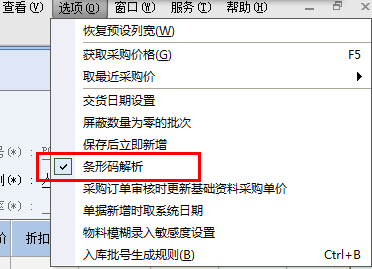 查看(V) 选项(O) 窗口(W) 服务(T) 帮助(H)
恢复预设列宽(W)
获取采购价格(G) F5
取最近采购价
交货日期设置
屏蔽数量为零的批次
保存后立即新增
号(*) :
条形码解析
别(*) :
采购订单审核时更新基础资料采购单价
单据新增时取系统日期
价 折扣
物料模糊录入敏感度设置
入库批号生成规则(B) Ctrl+B